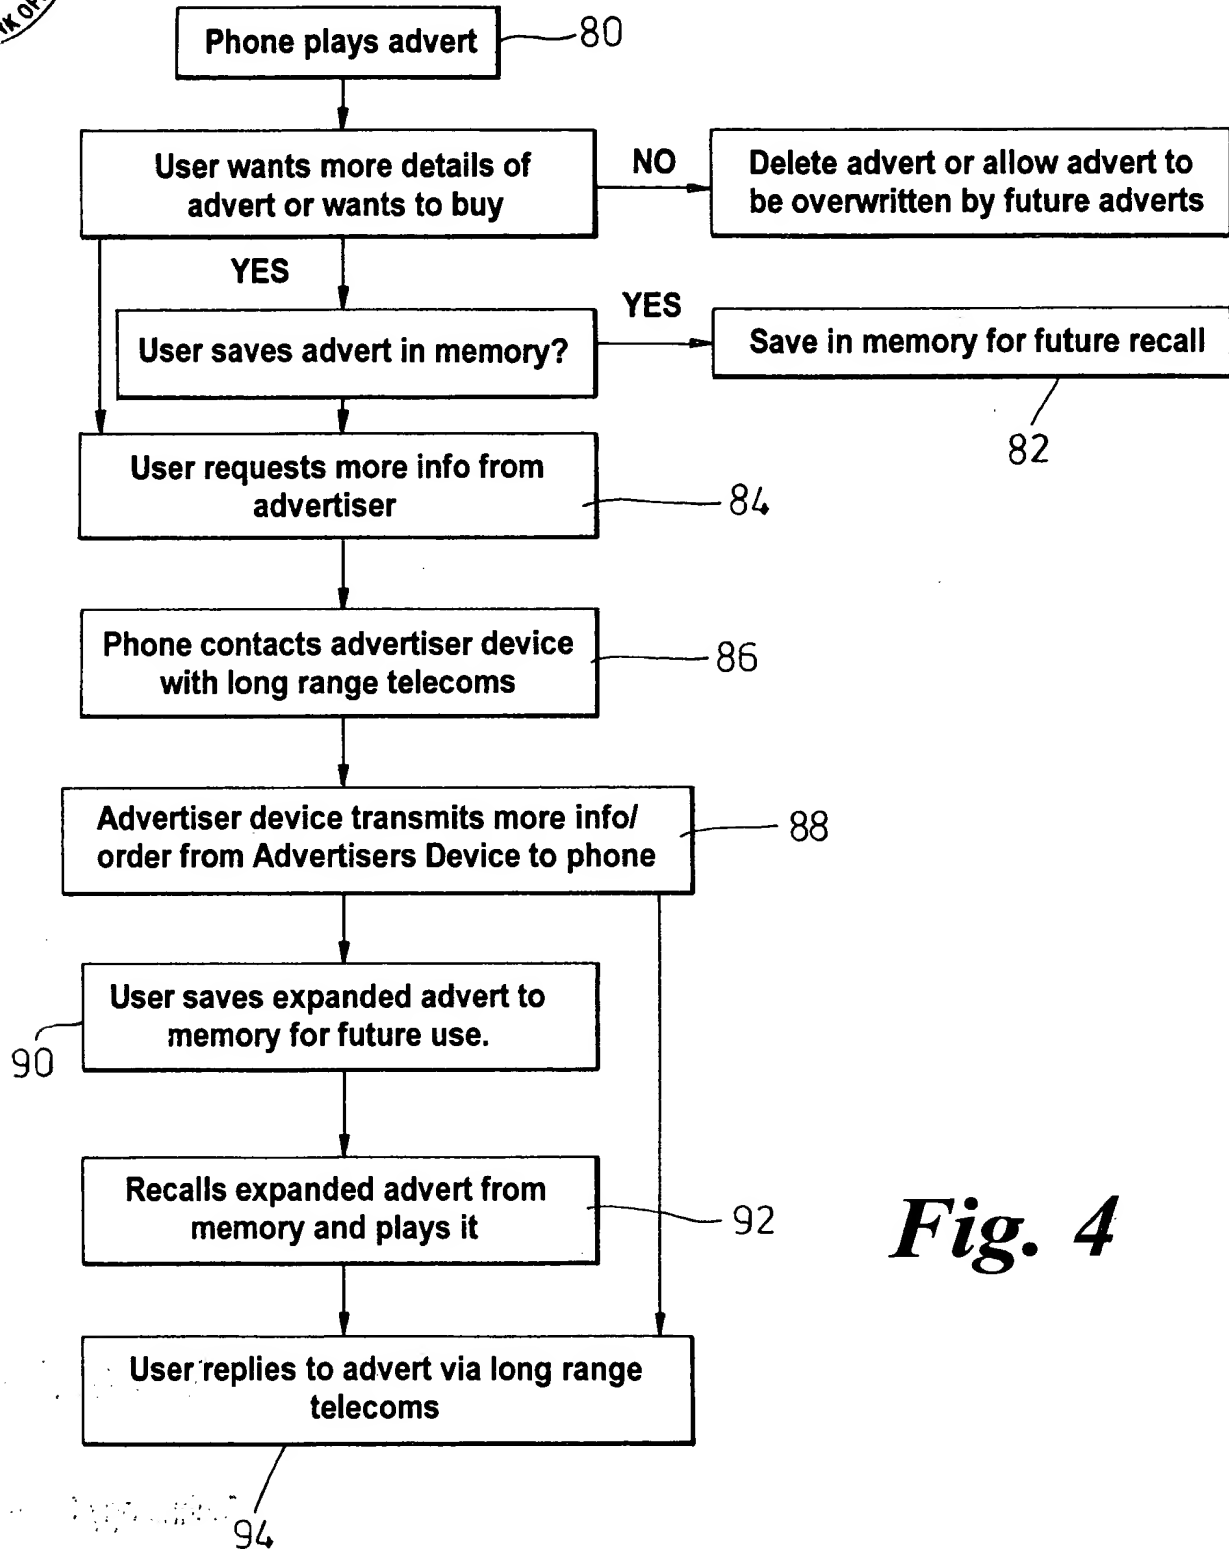 Phone plays advert
80
User wants more details of
advert or wants to buy
NO
Delete advert or allow advert to
be overwritten by future adverts
YES
User saves advert in memory?
YES
Save in memory for future recall
82
User requests more info from
advertiser
84
Phone contacts advertiser device
with long range telecoms
86
Advertiser device transmits more info/
order from Advertisers Device to phone
88
User saves expanded advert to
memory for future use.
90
Recalls expanded advert from
memory and plays it
92
Fig. 4
User replies to advert via long range
telecoms
94